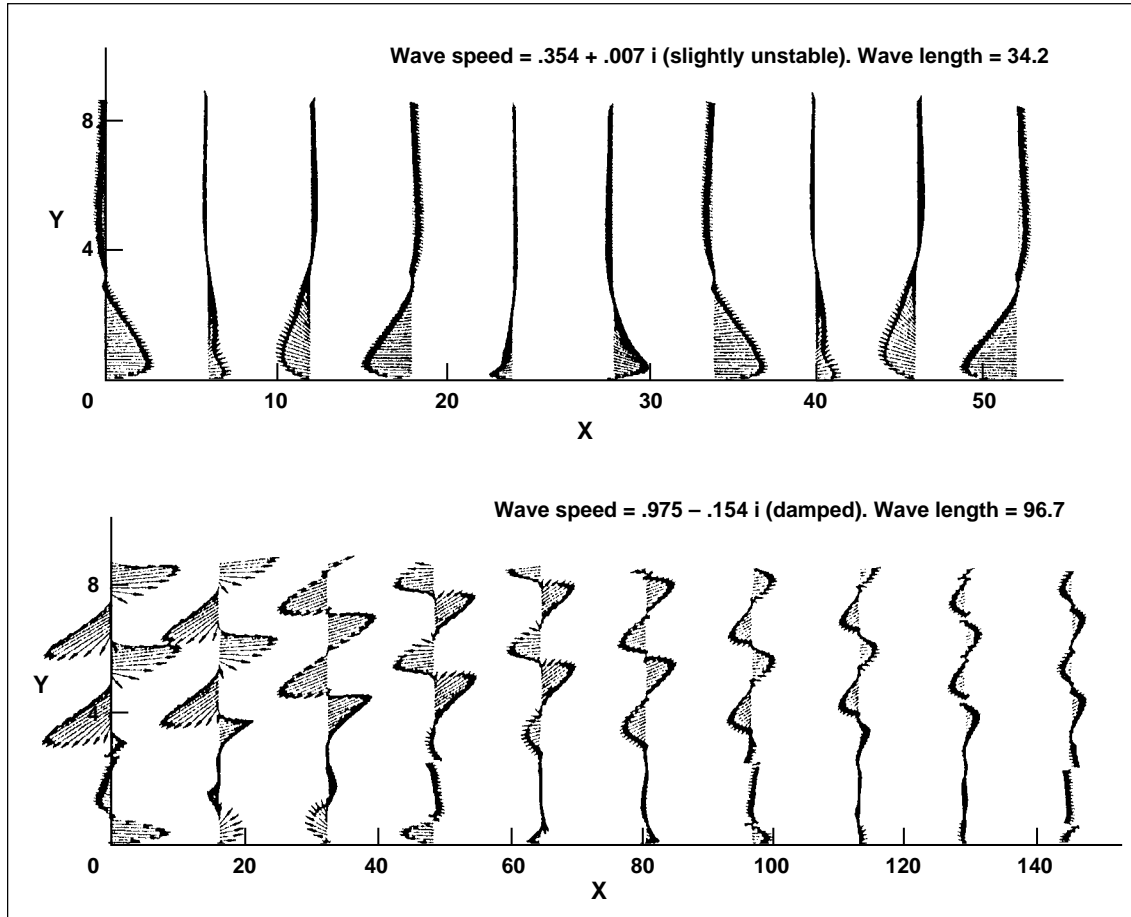 Wave speed = .354 + .007 i (slightly unstable). Wave length = 34.2
8
Y
4
0 10 20 30 40 50
X
Wave speed = .975 – .154 i (damped). Wave length = 96.7
8
Y
4
0 20 40 60 80 100 120 140
X